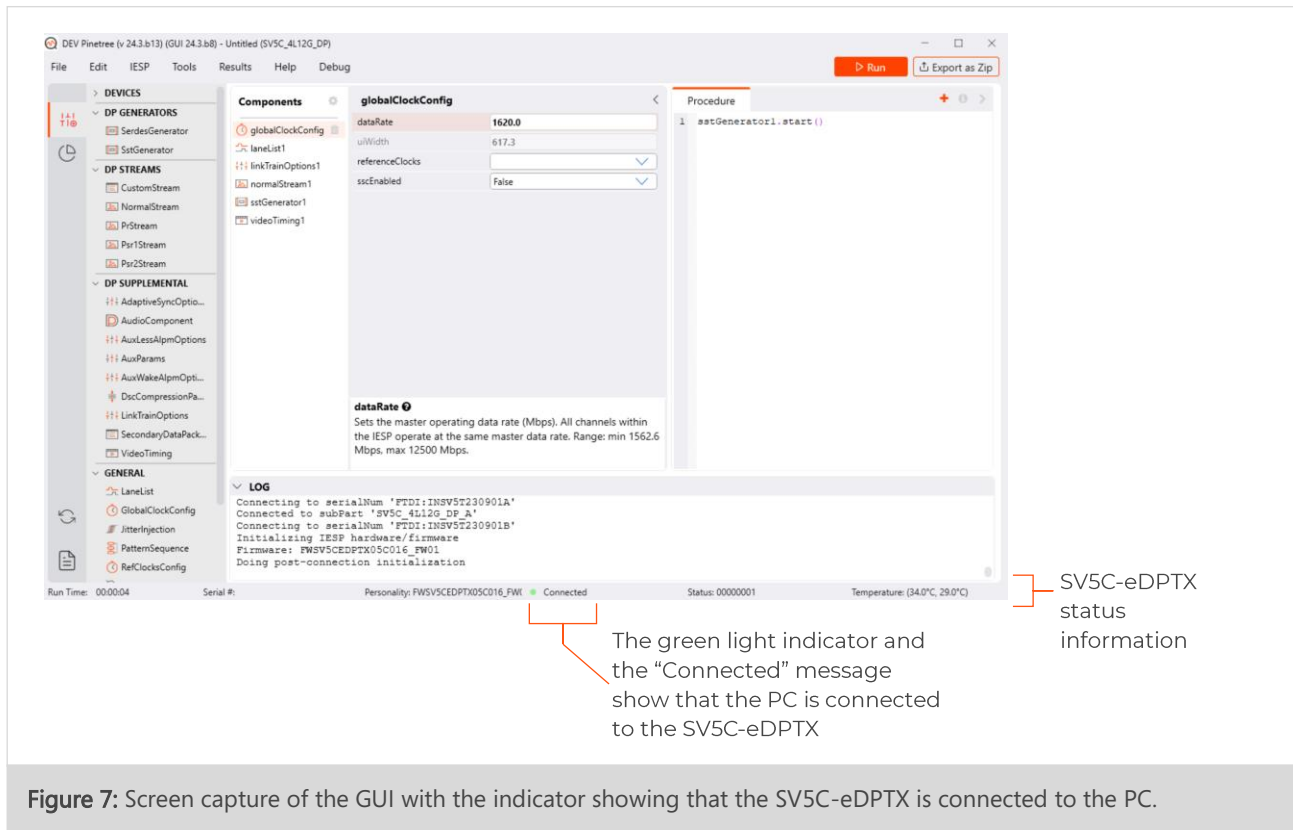 DEV Pinetree (v 24.3.b13) (GUI 24.3.b8) - Untitled (SV5C_4L12G_DP)
File Edit IESP Tools Results Help Debug
Run
Export as Zip
DEVICES
DP GENERATORS
SerdesGenerator
SstGenerator
DP STREAMS
CustomStream
NormalStream
PrStream
Psr1Stream
Psr2Stream
DP SUPPLEMENTAL
AdaptiveSyncOptio...
AudioComponent
AuxLessAlpmOptions
AuxParams
AuxWakeAlpmOpti...
DscCompressionPa...
LinkTrainOptions
SecondaryDataPack...
VideoTiming
GENERAL
LaneList
GlobalClockConfig
JitterInjection
PatternSequence
RefClocksConfig
Components
globalClockConfig
laneList1
linkTrainOptions1
normalStream1
sstGenerator1
videoTiming1
globalClockConfig
dataRate 1620.0
uiWidth 617.3
referenceClocks
sscEnabled False
dataRate
Sets the master operating data rate (Mbps). All channels within
the IESP operate at the same master data rate. Range: min 1562.6
Mbps, max 12500 Mbps.
Procedure
1 sstGenerator1.start()
LOG
Connecting to serialNum 'FTDI:INSV5T230901A'
Connected to subPart 'SV5C_4L12G_DP_A'
Connecting to serialNum 'FTDI:INSV5T230901B'
Initializing IESP hardware/firmware
Firmware: FWSV5CEDPTX05C016_FW01
Doing post-connection initialization
Run Time: 00:00:04 Serial #: Personality: FWSV5CEDPTX05C016_FW( Connected Status: 00000001 Temperature: (34.0°C, 29.0°C)
SV5C-eDPTX
status
information
The green light indicator and
the “Connected” message
show that the PC is connected
to the SV5C-eDPTX
Figure 7: Screen capture of the GUI with the indicator showing that the SV5C-eDPTX is connected to the PC.